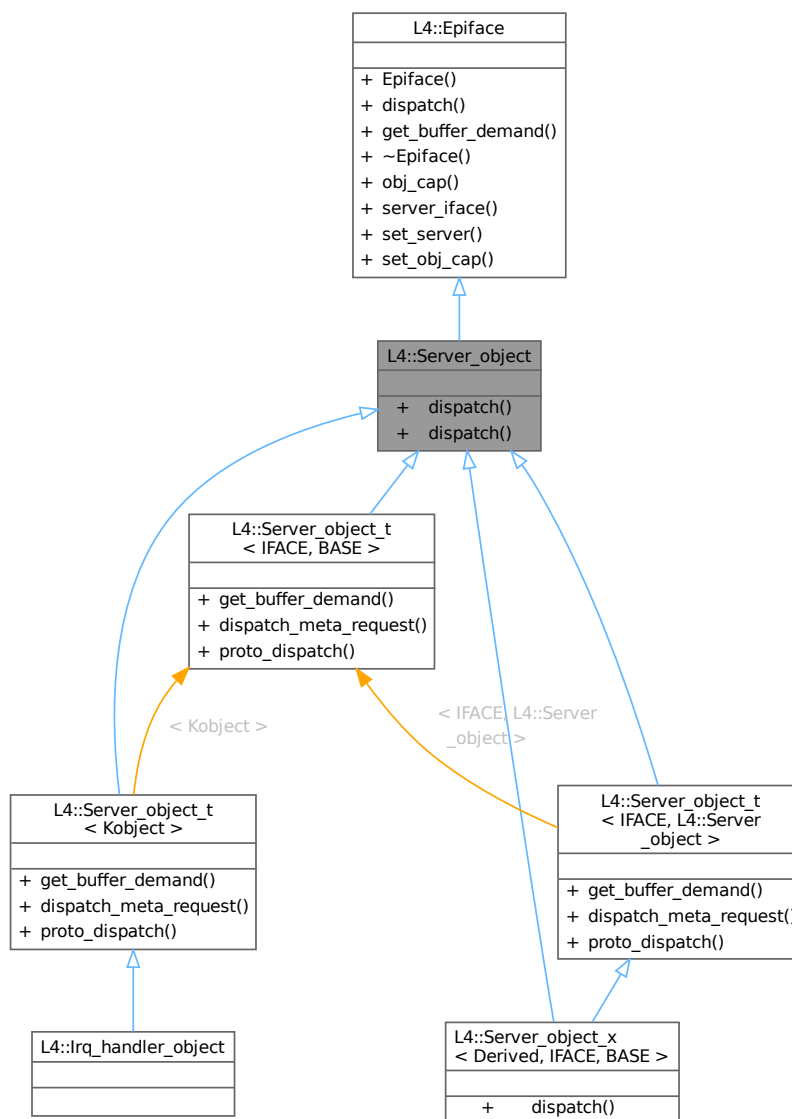 L4::Epiface
+ Epiface()
+ dispatch()
+ get_buffer_demand()
+ ~Epiface()
+ obj_cap()
+ server_iface()
+ set_server()
+ set_obj_cap()
L4::Server_object
+ dispatch()
+ dispatch()
L4::Server_object_t
< IFACE, BASE >
+ get_buffer_demand()
+ dispatch_meta_request()
+ proto_dispatch()
< Kobject >
< IFACE, L4::Server
_object >
L4::Server_object_t
< Kobject >
+ get_buffer_demand()
+ dispatch_meta_request()
+ proto_dispatch()
L4::Server_object_t
< IFACE, L4::Server
_object >
+ get_buffer_demand()
+ dispatch_meta_request()
+ proto_dispatch()
L4::Irq_handler_object
L4::Server_object_x
< Derived, IFACE, BASE >
+ dispatch()